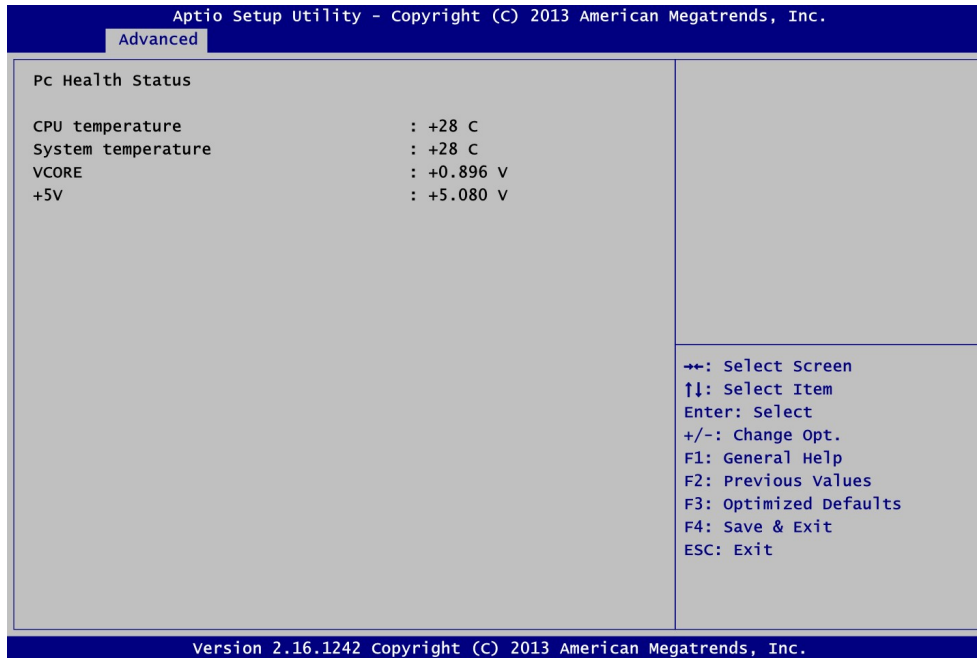 Aptio Setup Utility - Copyright (C) 2013 American Megatrends, Inc.
Advanced
Pc Health Status
CPU temperature : +28 C
System temperature : +28 C
VCORE : +0.896 V
+5V : +5.080 V
→←: Select Screen
↑↓: Select Item
Enter: Select
+/-: Change Opt.
F1: General Help
F2: Previous Values
F3: Optimized Defaults
F4: Save & Exit
ESC: Exit
Version 2.16.1242 Copyright (C) 2013 American Megatrends, Inc.